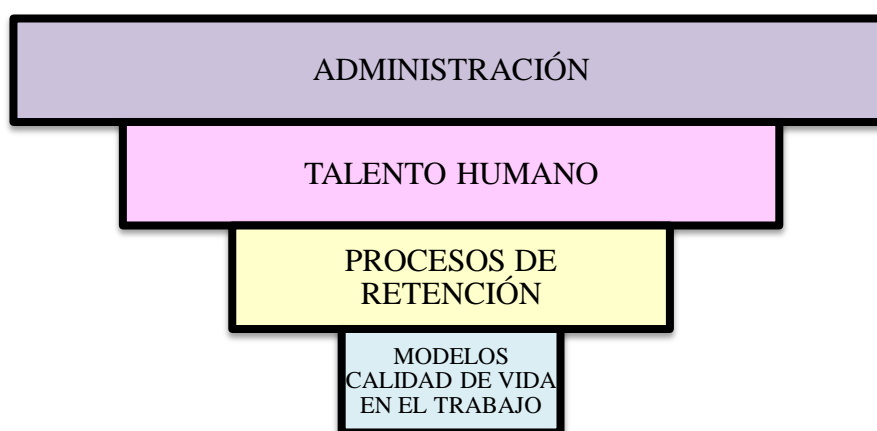 ADMINISTRACIÓN
TALENTO HUMANO
PROCESOS DE
RETENCIÓN
MODELOS
CALIDAD DE VIDA
EN EL TRABAJO